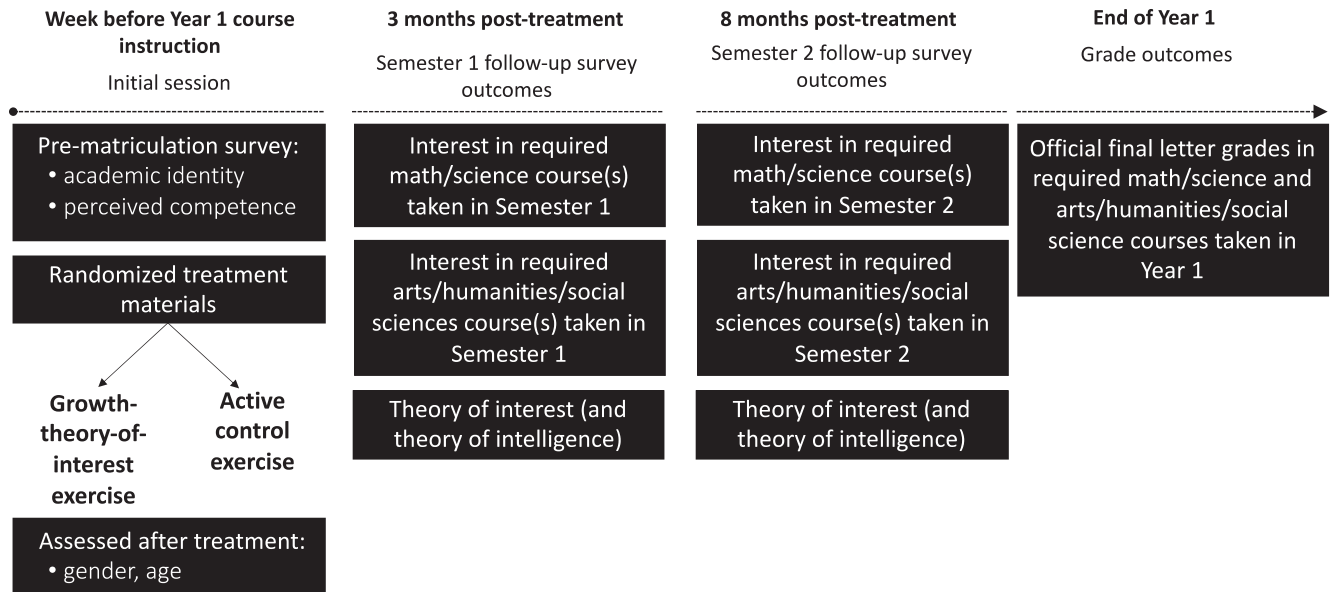 Week before Year 1 course
instruction
Initial session
Pre-matriculation survey:
• academic identity
• perceived competence
Randomized treatment
materials
Growth-
theory-of-
interest
exercise
Active
control
exercise
Assessed after treatment:
• gender, age
3 months post-treatment
Semester 1 follow-up survey
outcomes
Interest in required
math/science course(s)
taken in Semester 1
Interest in required
arts/humanities/social
sciences course(s) taken in
Semester 1
Theory of interest (and
theory of intelligence)
8 months post-treatment
Semester 2 follow-up survey
outcomes
Interest in required
math/science course(s)
taken in Semester 2
Interest in required
arts/humanities/social
sciences course(s) taken in
Semester 2
Theory of interest (and
theory of intelligence)
End of Year 1
Grade outcomes
Official final letter grades in
required math/science and
arts/humanities/social
science courses taken in
Year 1